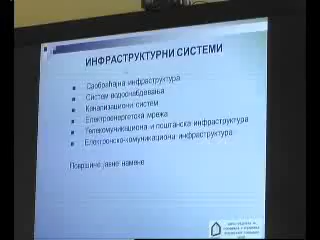 ИНФРАСТРУКТУРНИ СИСТЕМИ
Саобраћајна инфраструктура
Систем водоснабдевања
Канализациони систем
Електроенергетска мрежа
Телекомуникациона и поштанска инфраструктура
Електронско-комуникациона инфраструктура
Површине јавне намене